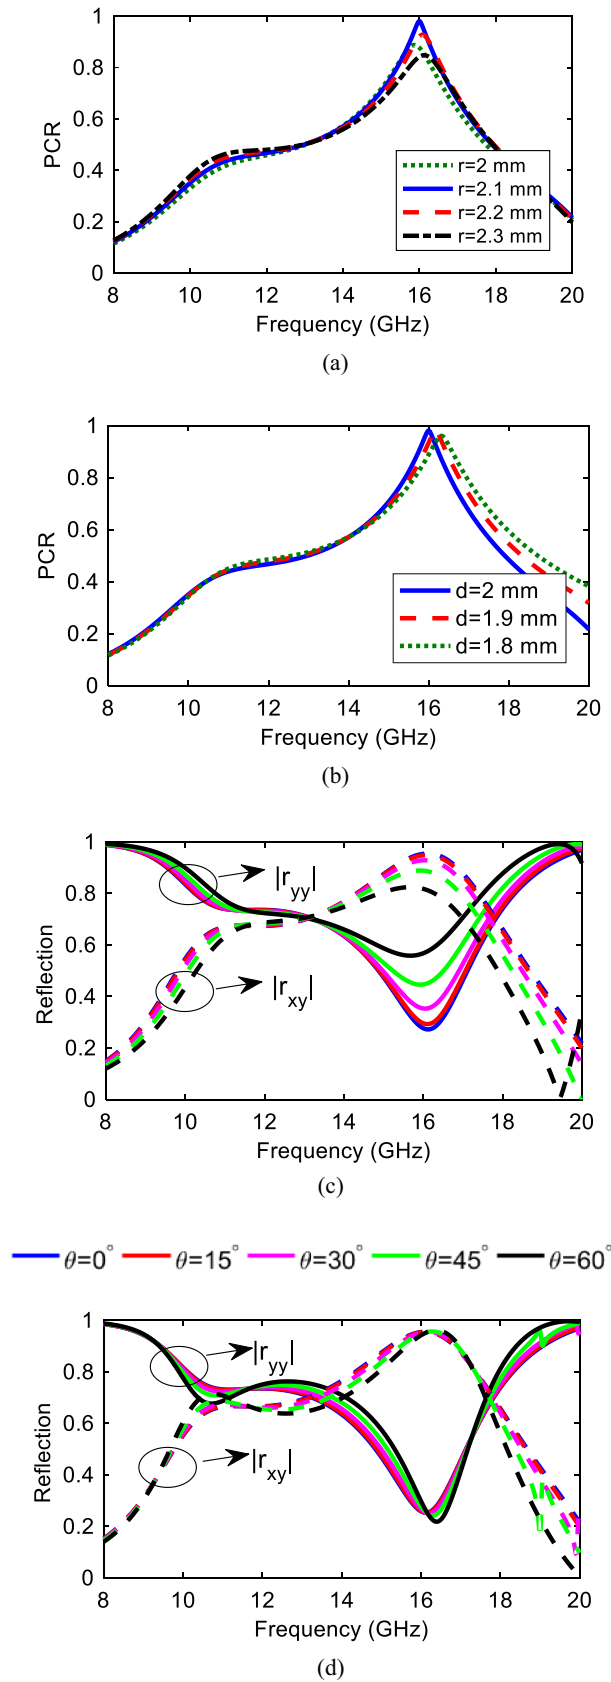 1
0.8
0.6
0.4
0.2
0
PCR
r=2 mm
r=2.1 mm
r=2.2 mm
r=2.3 mm
8 10 12 14 16 18 20
Frequency (GHz)
(a)
1
0.8
0.6
0.4
0.2
0
PCR
d=2 mm
d=1.9 mm
d=1.8 mm
8 10 12 14 16 18 20
Frequency (GHz)
(b)
1
0.8
0.6
0.4
0.2
0
Reflection
|r_yy|
|r_xy|
8 10 12 14 16 18 20
Frequency (GHz)
(c)
θ=0° θ=15° θ=30° θ=45° θ=60°
1
0.8
0.6
0.4
0.2
0
Reflection
|r_yy|
|r_xy|
8 10 12 14 16 18 20
Frequency (GHz)
(d)